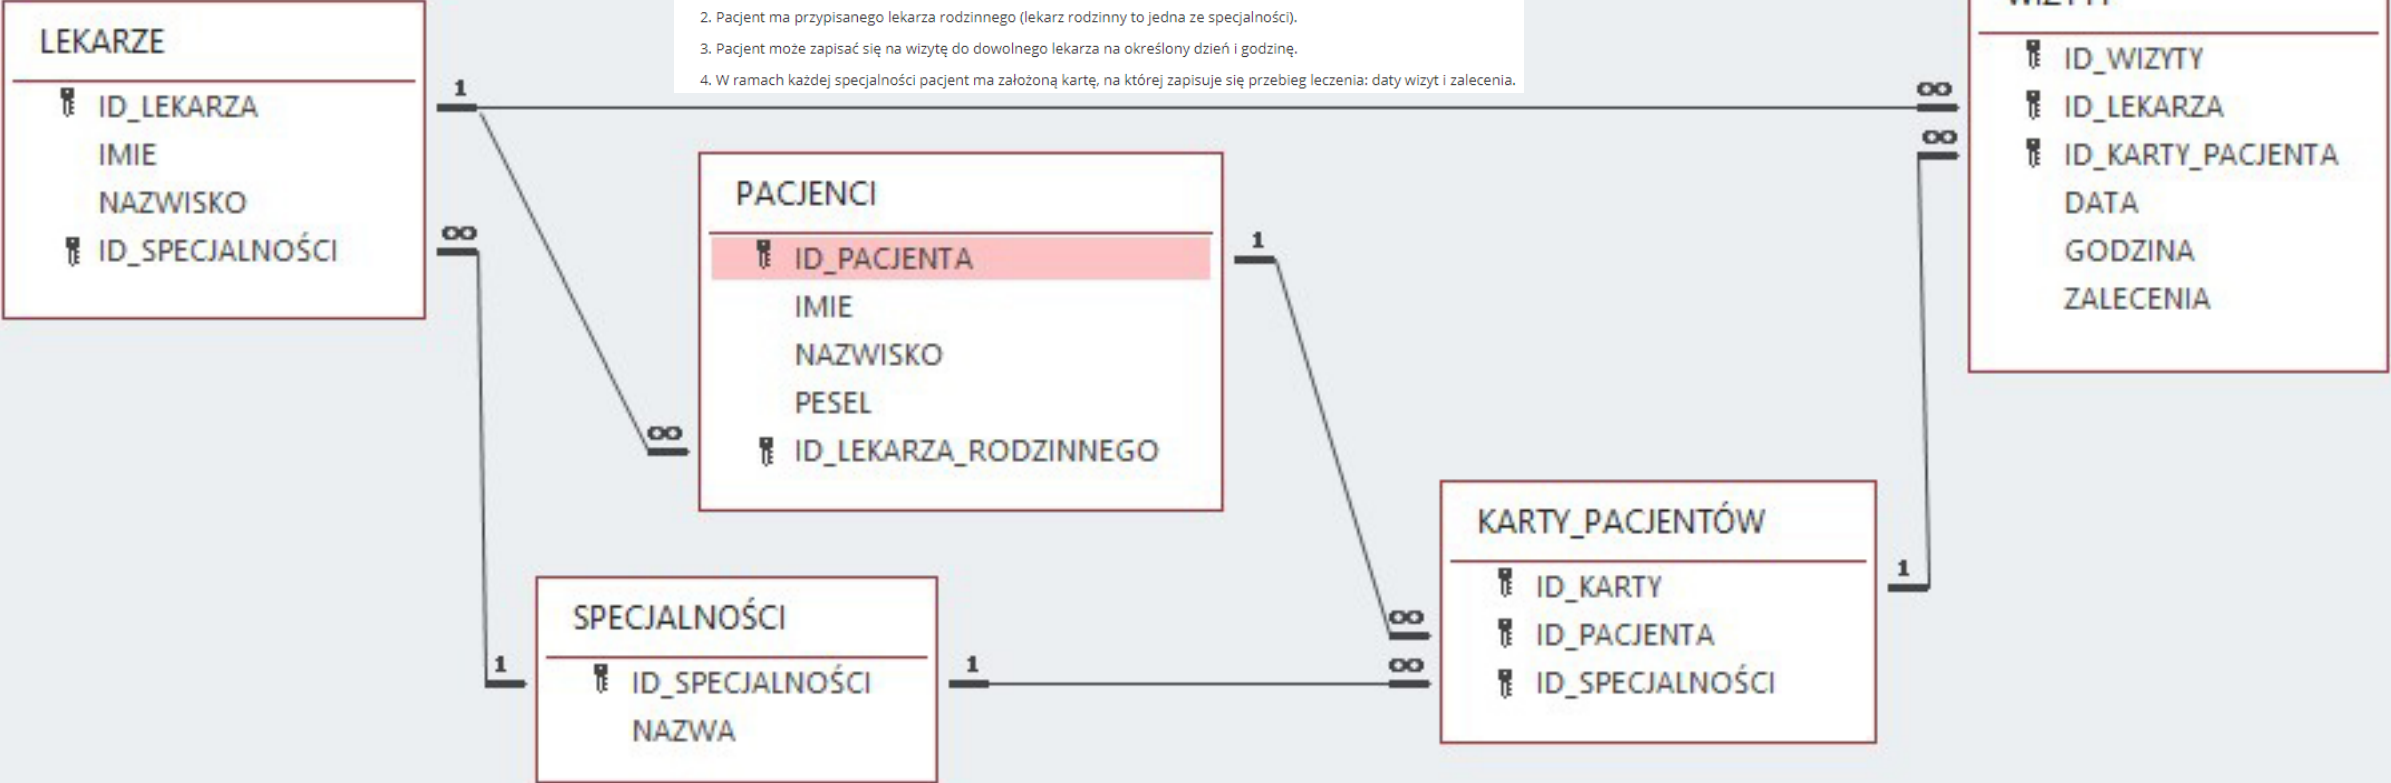 2. Pacjent ma przypisanego lekarza rodzinnego (lekarz rodzinny to jedna ze specjalności).
3. Pacjent może zapisać się na wizytę do dowolnego lekarza na określony dzień i godzinę.
4. W ramach każdej specjalności pacjent ma założoną kartę, na której zapisuje się przebieg leczenia: daty wizyt i zalecenia.
LEKARZE
ID_LEKARZA
IMIE
NAZWISKO
ID_SPECJALNOŚCI
1
∞
PACJENCI
ID_PACJENTA
IMIE
NAZWISKO
PESEL
ID_LEKARZA_RODZINNEGO
∞
1
SPECJALNOŚCI
ID_SPECJALNOŚCI
NAZWA
1
1
KARTY_PACJENTÓW
ID_KARTY
ID_PACJENTA
ID_SPECJALNOŚCI
∞
∞
1
ID_WIZYTY
ID_LEKARZA
ID_KARTY_PACJENTA
DATA
GODZINA
ZALECENIA
∞
∞